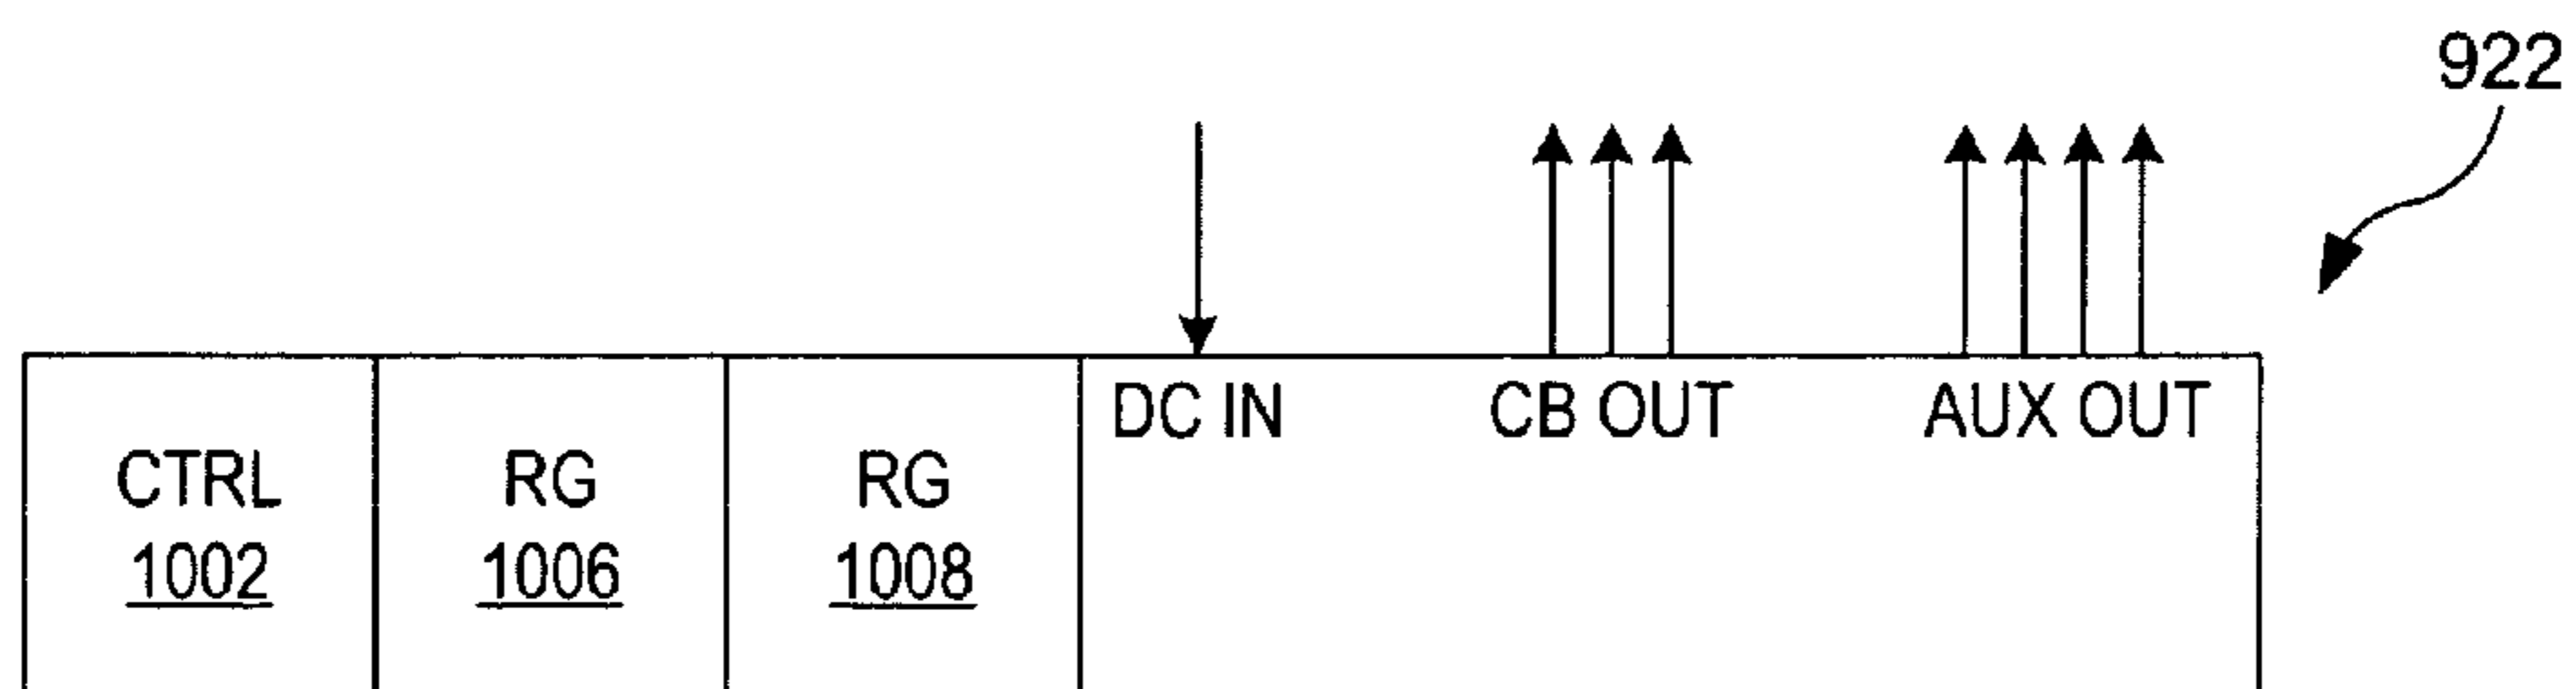 922
DC IN CB OUT AUX OUT
CTRL RG RG
1002 1006 1008